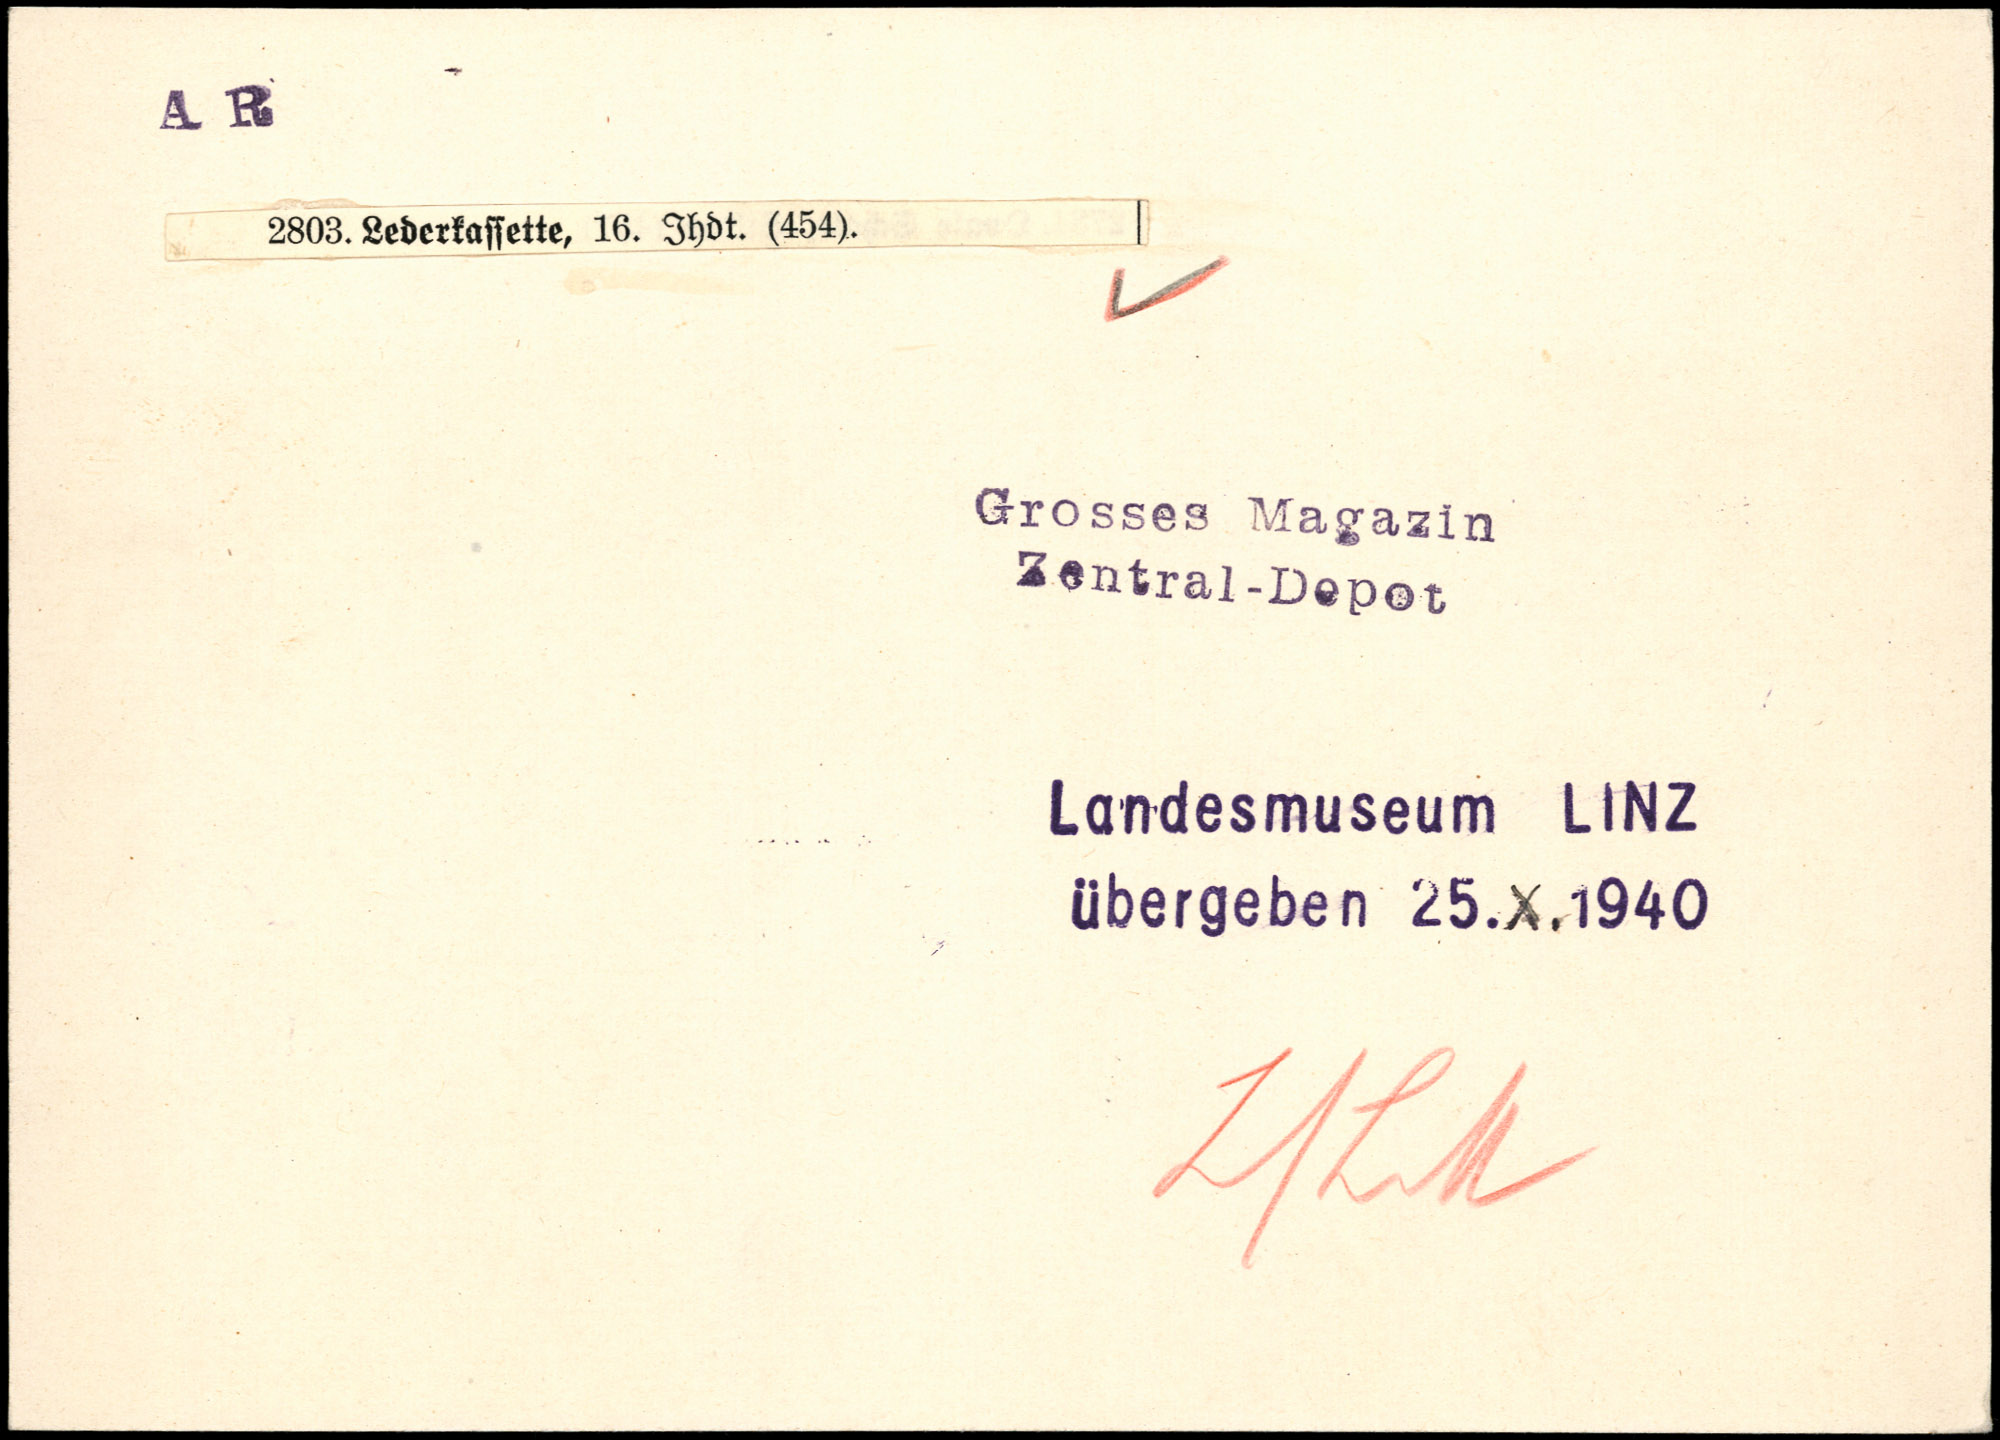 A R
2803. Lederkassette, 16. Jhdt. (454).
Grosses Magazin
Zentral-Depot
Landesmuseum LINZ
übergeben 25.X.1940